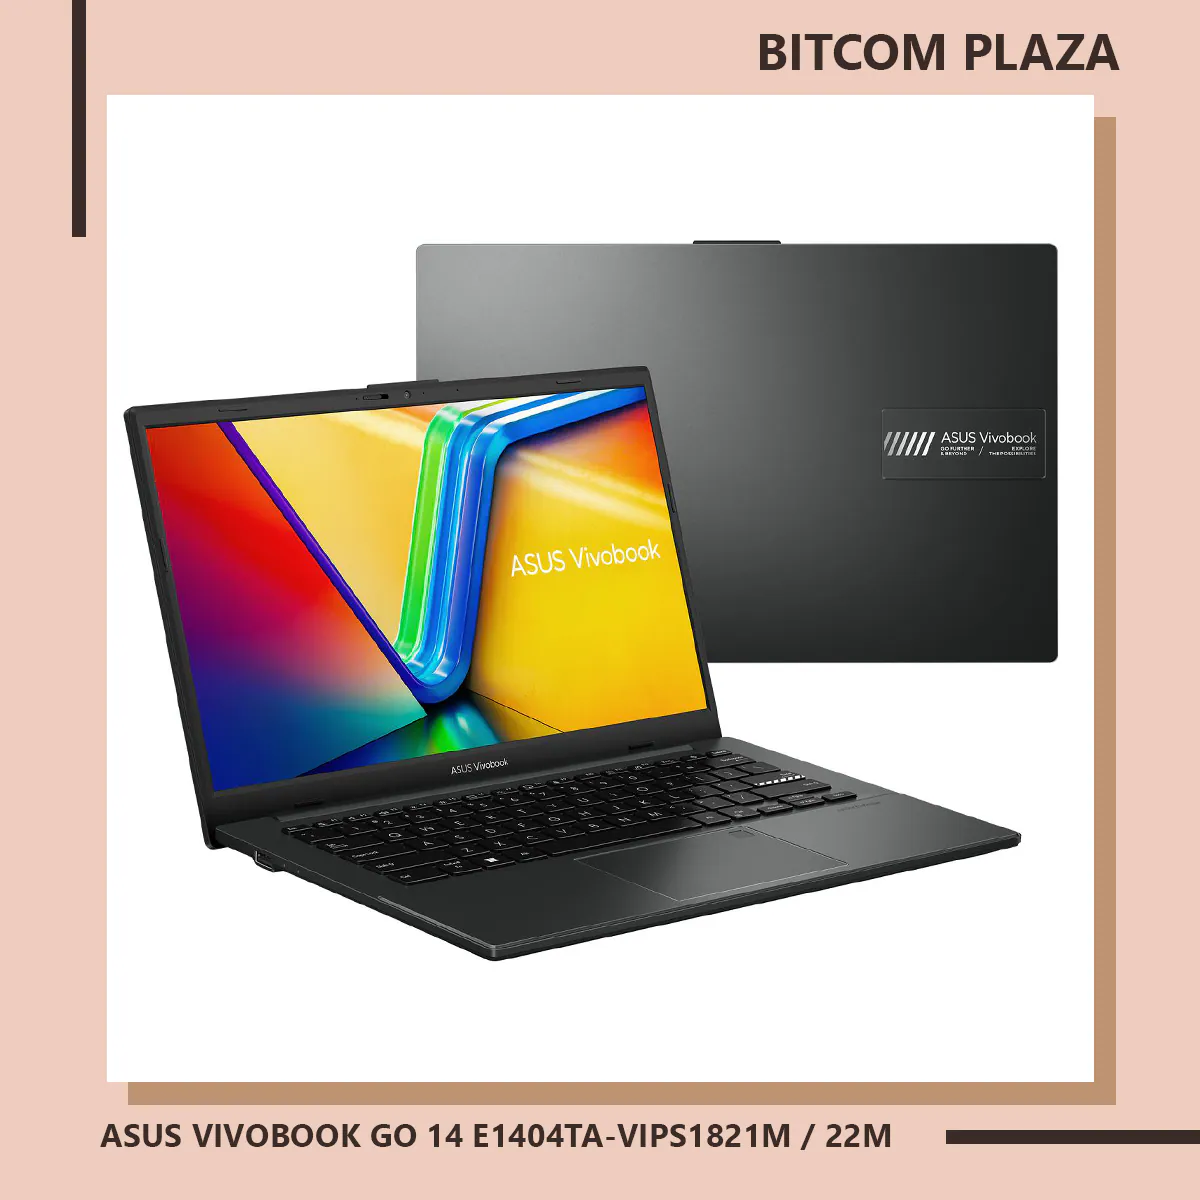 BITCOM PLAZA
ASUS Vivobook
GO FURTHER
& BEYOND
/
EXPLORE
THE POSSIBILITIES
ASUS Vivobook
ASUS Vivobook
ASUS VIVOBOOK GO 14 E1404TA-VIPS1821M / 22M